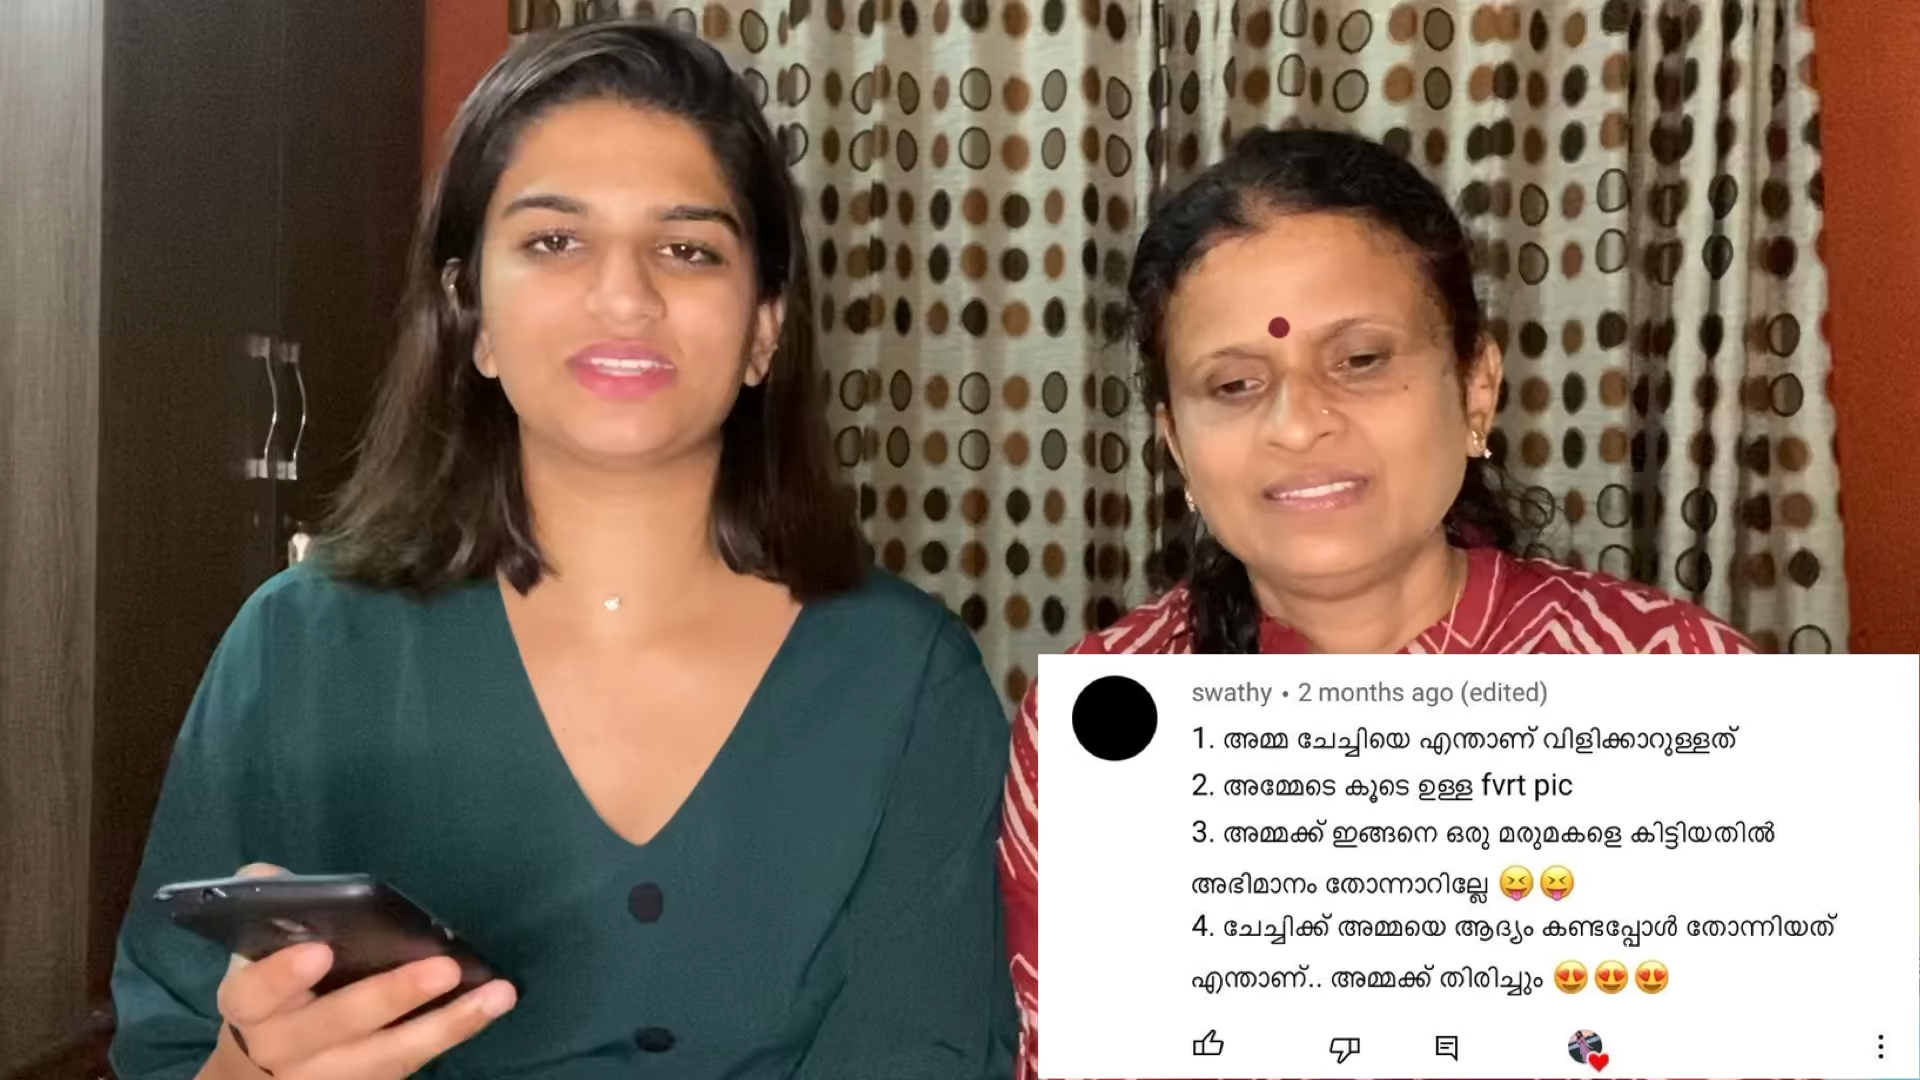 swathy • 2 months ago (edited)
1. അമ്മ ചേച്ചിയെ എന്താണ് വിളിക്കാറുള്ളത്
2. അമ്മേടെ കൂടെ ഉള്ള fvrt pic
3. അമ്മക്ക് ഇങ്ങനെ ഒരു മരുമകളെ കിട്ടിയതിൽ
അഭിമാനം തോന്നാറില്ലേ 😝😝
4. ചേച്ചിക്ക് അമ്മയെ ആദ്യം കണ്ടപ്പോൾ തോന്നിയത്
എന്താണ്.. അമ്മക്ക് തിരിച്ചും 😍😍😍